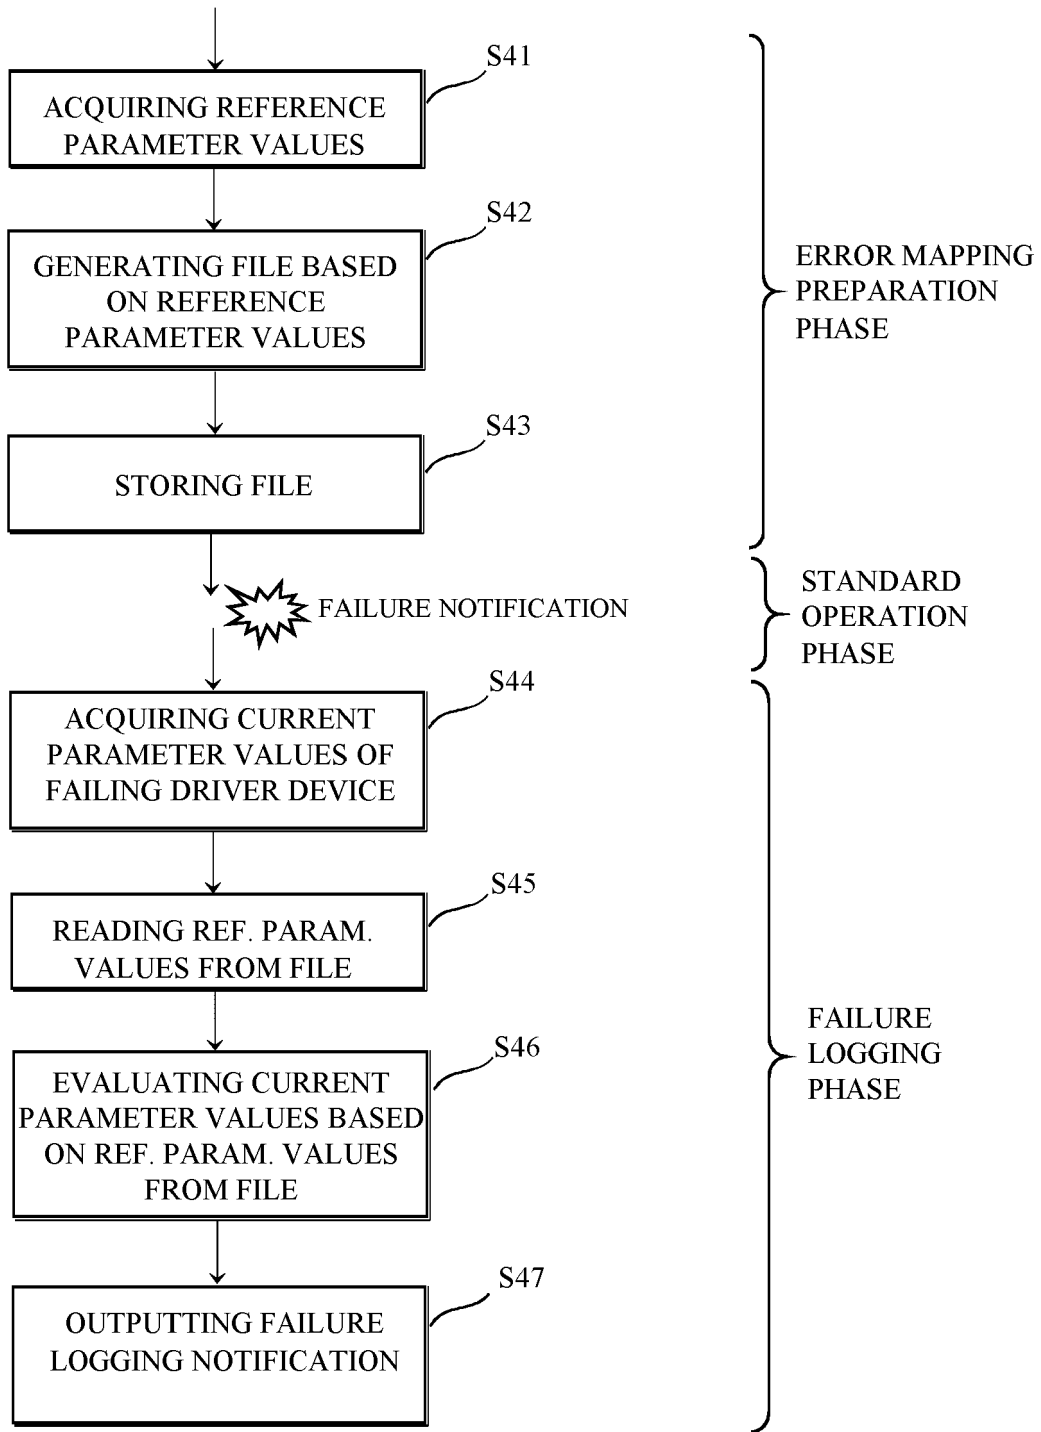 S41
ACQUIRING REFERENCE
PARAMETER VALUES
S42
GENERATING FILE BASED
ON REFERENCE
PARAMETER VALUES
ERROR MAPPING
PREPARATION
PHASE
S43
STORING FILE
FAILURE NOTIFICATION
STANDARD
OPERATION
PHASE
S44
ACQUIRING CURRENT
PARAMETER VALUES OF
FAILING DRIVER DEVICE
S45
READING REF. PARAM.
VALUES FROM FILE
S46
EVALUATING CURRENT
PARAMETER VALUES BASED
ON REF. PARAM. VALUES
FROM FILE
FAILURE
LOGGING
PHASE
S47
OUTPUTTING FAILURE
LOGGING NOTIFICATION